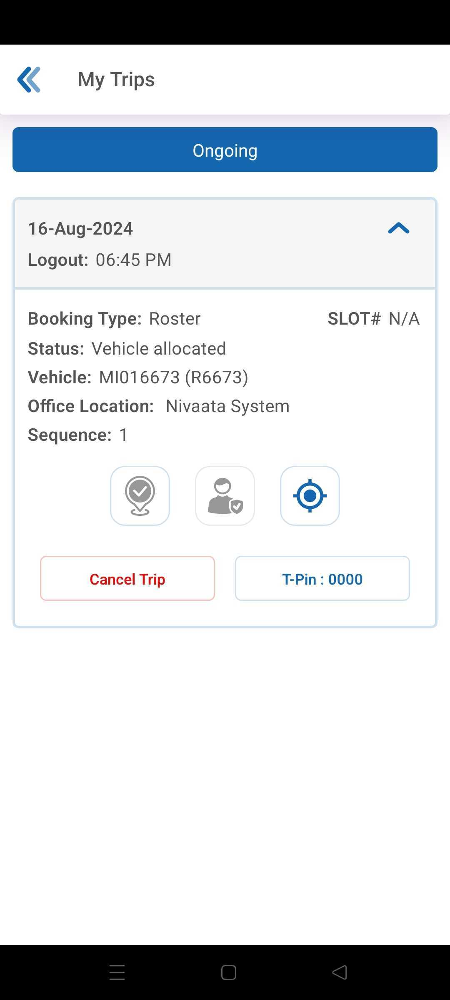 My Trips
Ongoing
16-Aug-2024
Logout: 06:45 PM
Booking Type: Roster SLOT# N/A
Status: Vehicle allocated
Vehicle: MI016673 (R6673)
Office Location: Nivaata System
Sequence: 1
Cancel Trip T-Pin : 0000